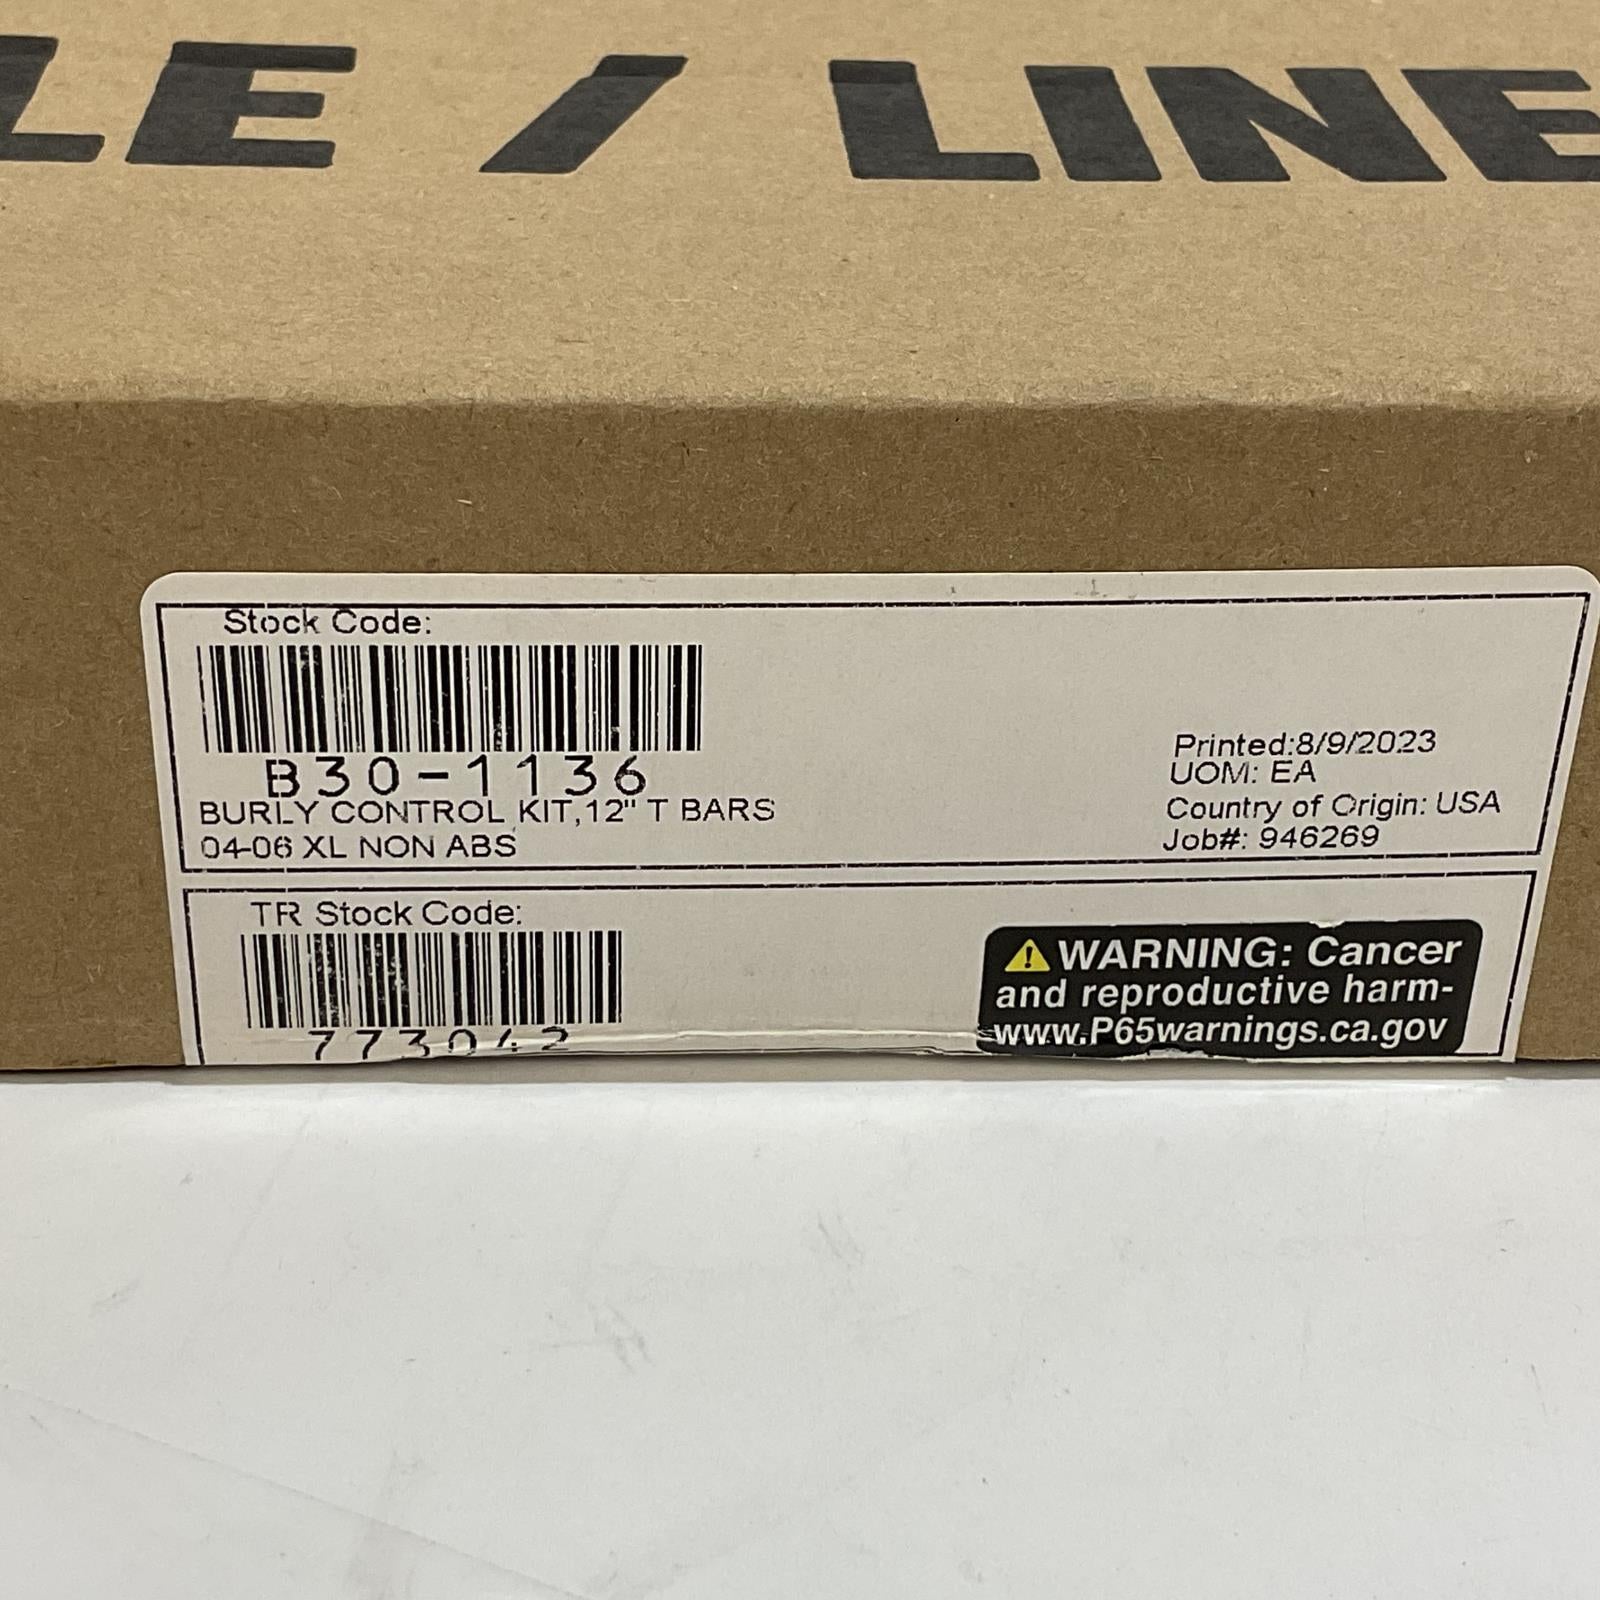 LE / LINE
Stock Code:
B30-1136
BURLY CONTROL KIT,12" T BARS
04-06 XL NON ABS
Printed:8/9/2023
UOM: EA
Country of Origin: USA
Job#: 946269
TR Stock Code:
773042
WARNING: Cancer
and reproductive harm-
www.P65warnings.ca.gov